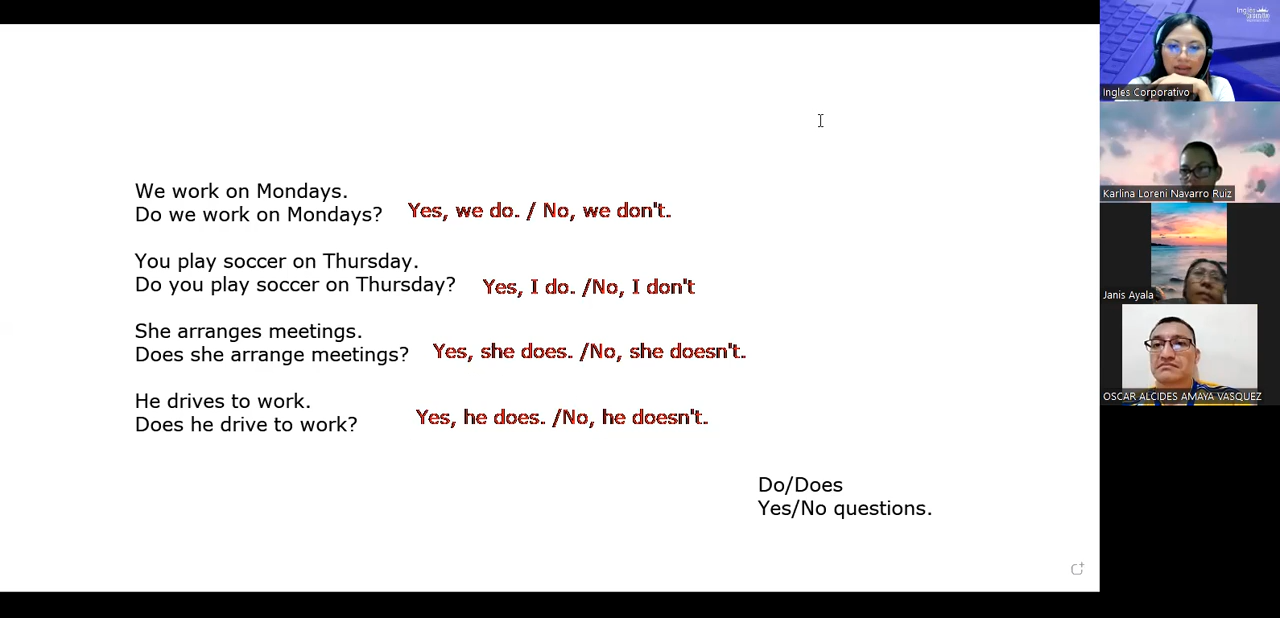 We work on Mondays.
Do we work on Mondays? Yes, we do. / No, we don't.
You play soccer on Thursday.
Do you play soccer on Thursday? Yes, I do. /No, I don't
She arranges meetings.
Does she arrange meetings? Yes, she does. /No, she doesn't.
He drives to work.
Does he drive to work? Yes, he does. /No, he doesn't.
Do/Does
Yes/No questions.
Ingles Corporativo
Karlina Loreni Navarro Ruiz
Janis Ayala
OSCAR ALCIDES AMAYA VASQUEZ